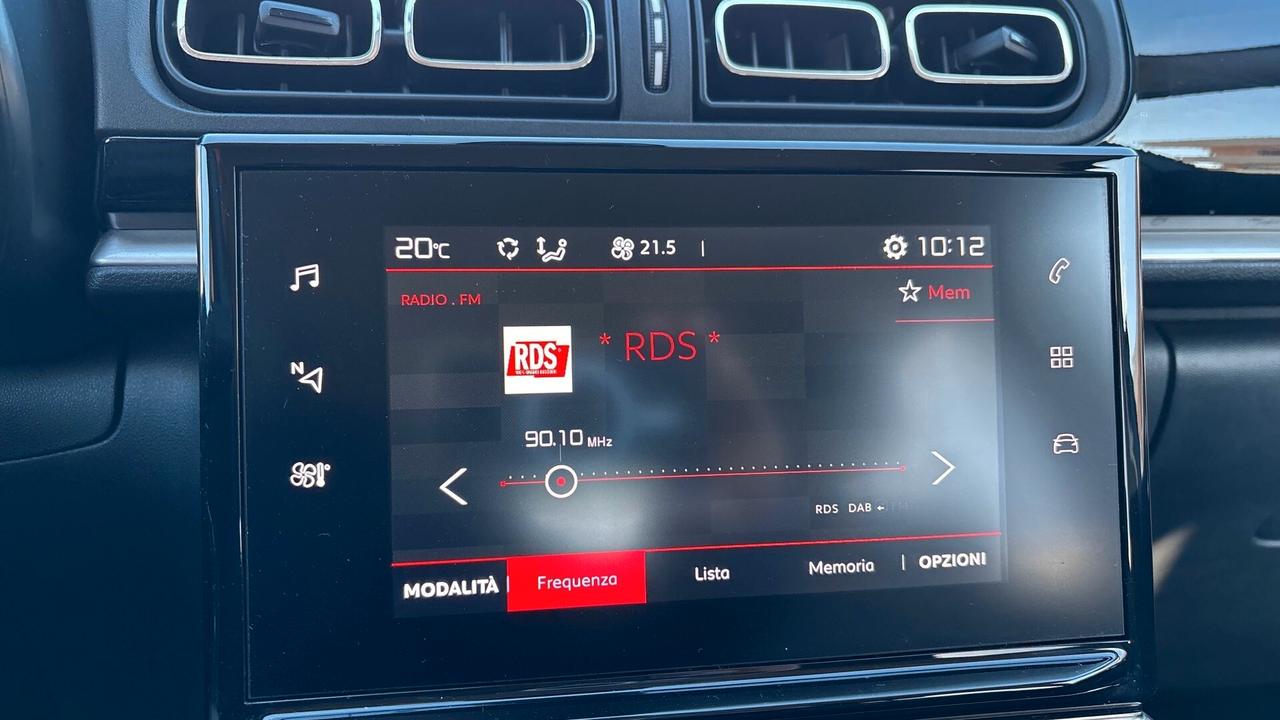 20°C 21.5 10:12
RADIO . FM
Mem
RDS
* RDS *
90.10 MHz
N
RDS DAB
MODALITÀ Frequenza Lista Memoria OPZIONI